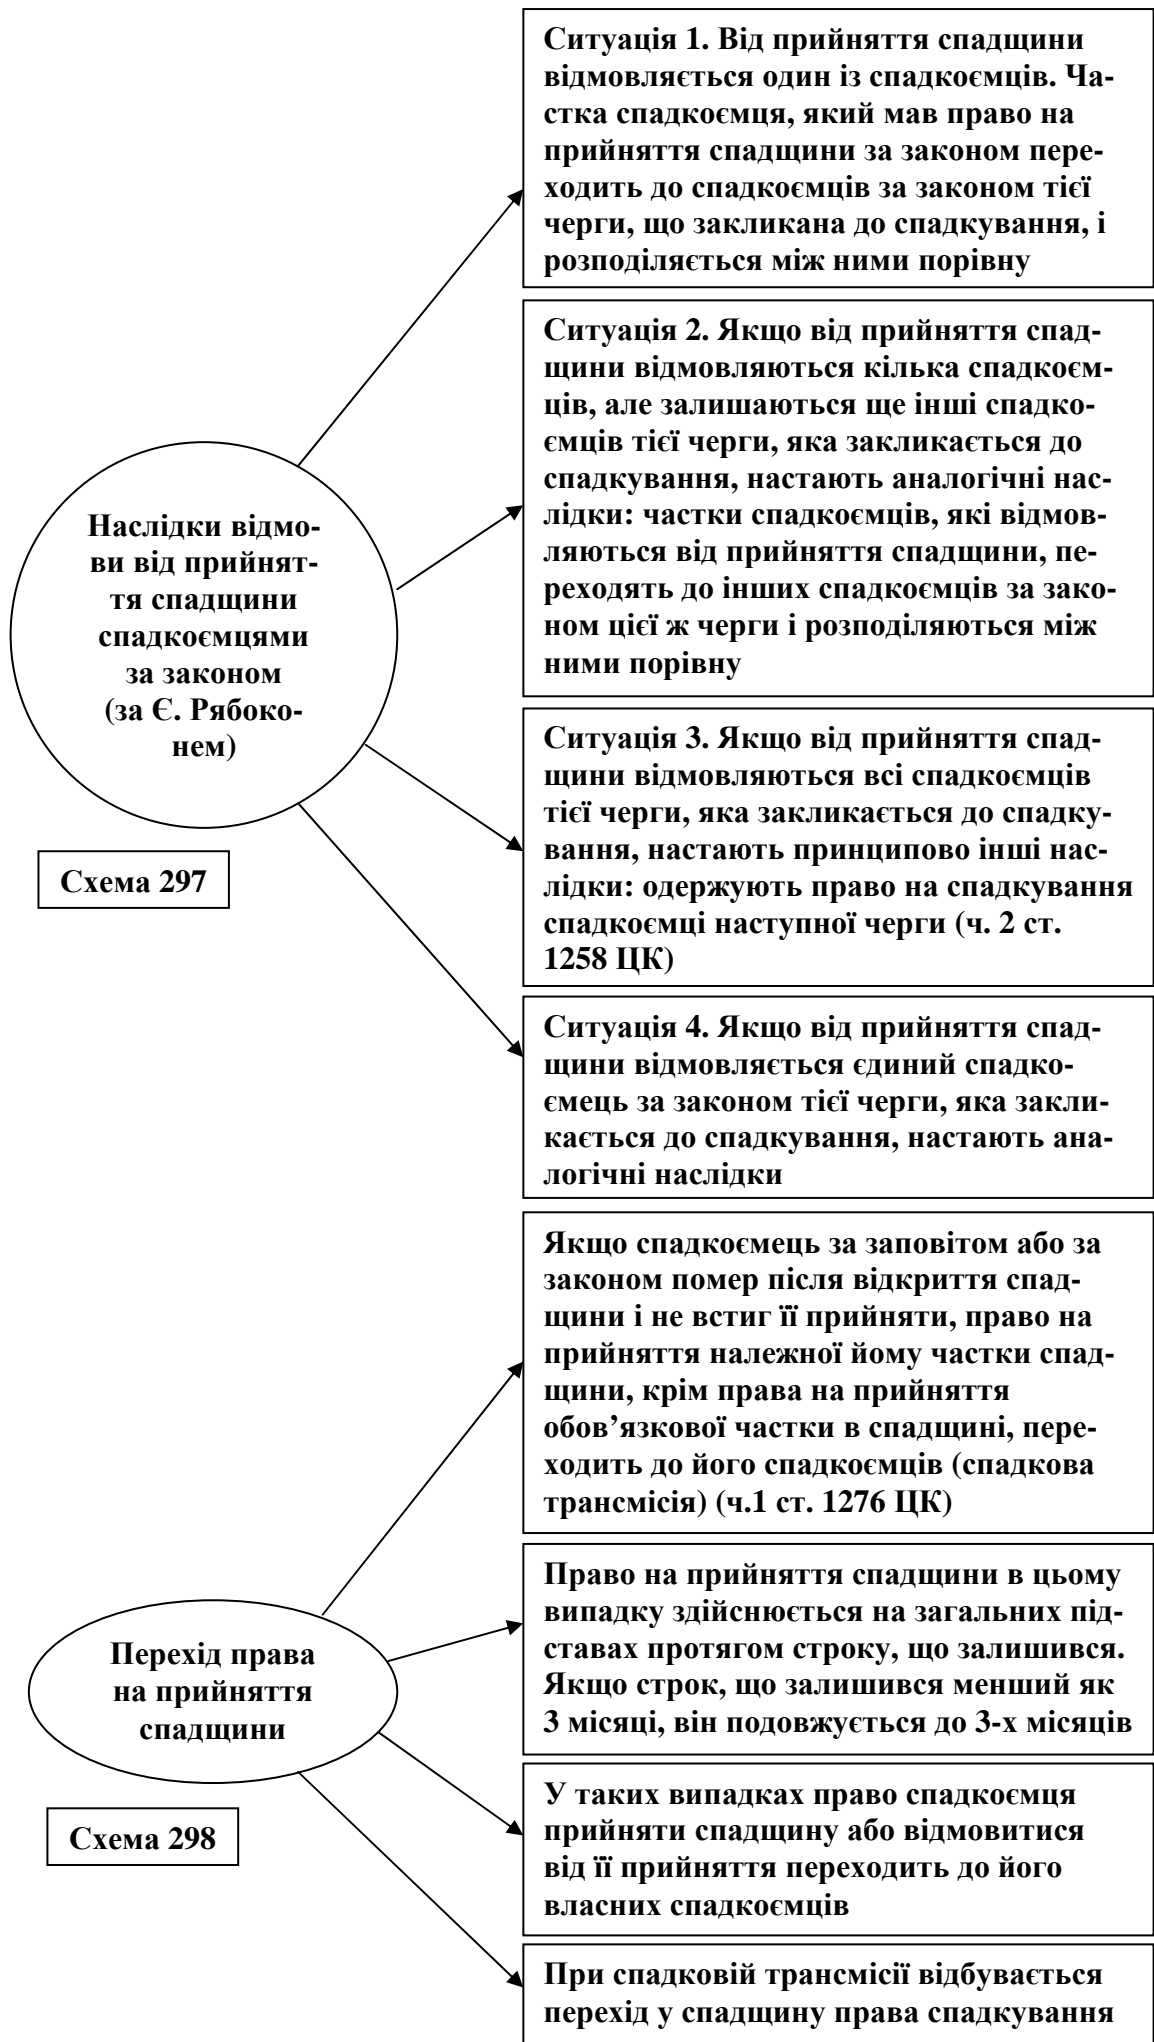 Ситуація 1. Від прийняття спадщини
відмовляється один із спадкоємців. Ча-
стка спадкоємця, який мав право на
прийняття спадщини за законом пере-
ходить до спадкоємців за законом тієї
черги, що закликана до спадкування, і
розподіляється між ними порівну
Ситуація 2. Якщо від прийняття спад-
щини відмовляються кілька спадкоєм-
ців, але залишаються ще інші спадко-
ємців тієї черги, яка закликається до
спадкування, настають аналогічні нас-
лідки: частки спадкоємців, які відмов-
ляються від прийняття спадщини, пе-
реходять до інших спадкоємців за зако-
ном цієї ж черги і розподіляються між
ними порівну
Наслідки відмо-
ви від прийнят-
тя спадщини
спадкоємцями
за законом
(за Є. Рябоко-
нем)
Ситуація 3. Якщо від прийняття спад-
щини відмовляються всі спадкоємців
тієї черги, яка закликається до спадку-
вання, настають принципово інші нас-
лідки: одержують право на спадкування
спадкоємці наступної черги (ч. 2 ст.
1258 ЦК)
Схема 297
Ситуація 4. Якщо від прийняття спад-
щини відмовляється єдиний спадко-
ємець за законом тієї черги, яка закли-
кається до спадкування, настають ана-
логічні наслідки
Якщо спадкоємець за заповітом або за
законом помер після відкриття спад-
щини і не встиг її прийняти, право на
прийняття належної йому частки спад-
щини, крім права на прийняття
обов’язкової частки в спадщині, пере-
ходить до його спадкоємців (спадкова
трансмісія) (ч.1 ст. 1276 ЦК)
Право на прийняття спадщини в цьому
випадку здійснюється на загальних під-
ставах протягом строку, що залишився.
Якщо строк, що залишився менший як
3 місяці, він подовжується до 3-х місяців
Перехід права
на прийняття
спадщини
У таких випадках право спадкоємця
прийняти спадщину або відмовитися
від її прийняття переходить до його
власних спадкоємців
Схема 298
При спадковій трансмісії відбувається
перехід у спадщину права спадкування